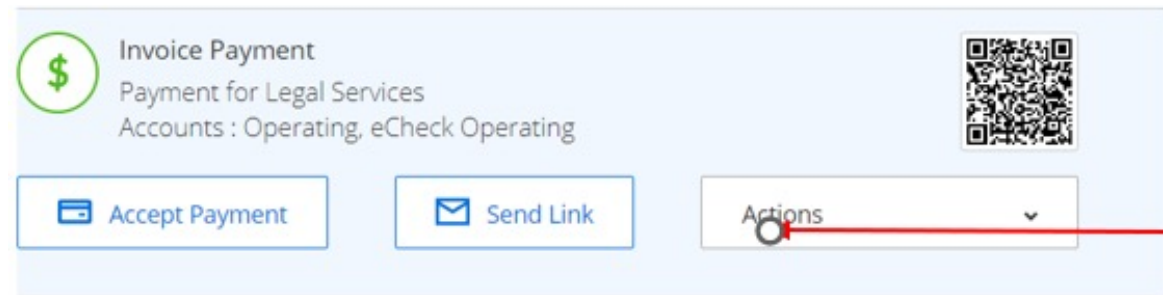 $
Invoice Payment
Payment for Legal Services
Accounts : Operating, eCheck Operating
Accept Payment
Send Link
Actions